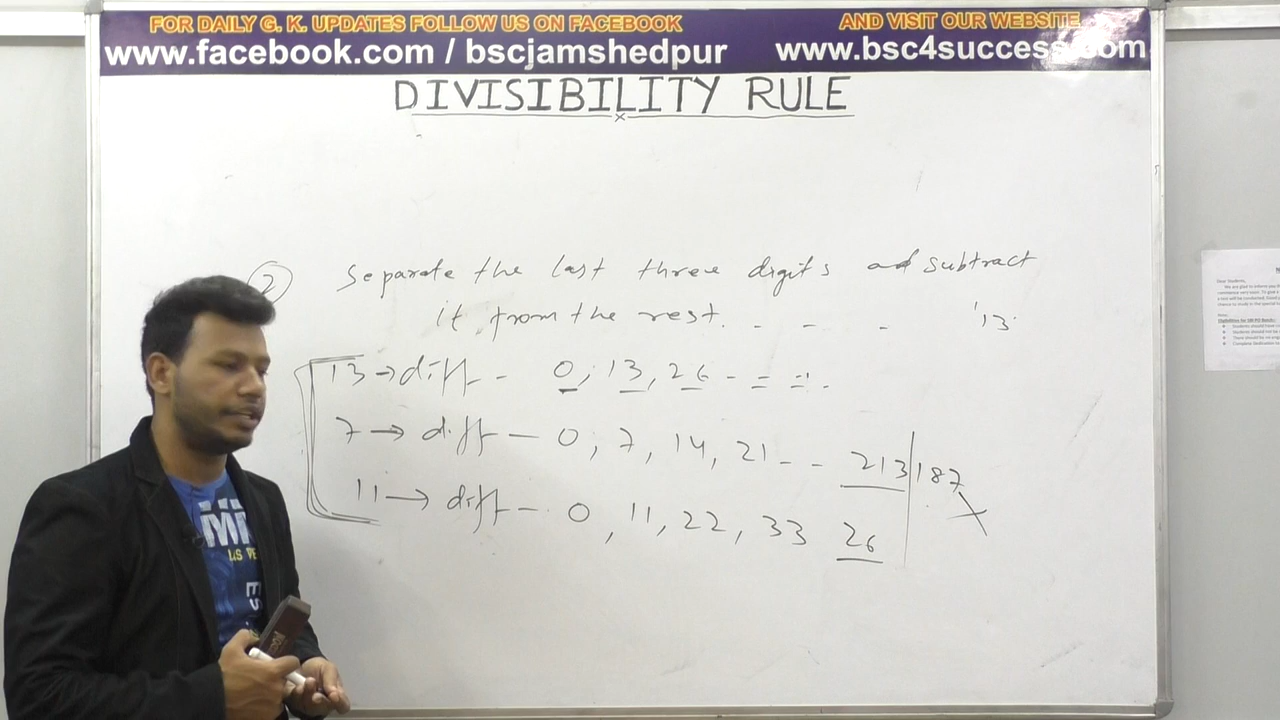 FOR DAILY G. K. UPDATES FOLLOW US ON FACEBOOK AND VISIT OUR WEBSITE
www.facebook.com / bscjamshedpur www.bsc4success.com
DIVISIBILITY RULE
x
2 Separate the last three digits and subtract
it from the rest. - - - '13'
13 → diff - 0, 13, 26 - = =.
7 → diff - 0, 7, 14, 21 - - 213|187
11 → diff - 0, 11, 22, 33 26
Dear Students,